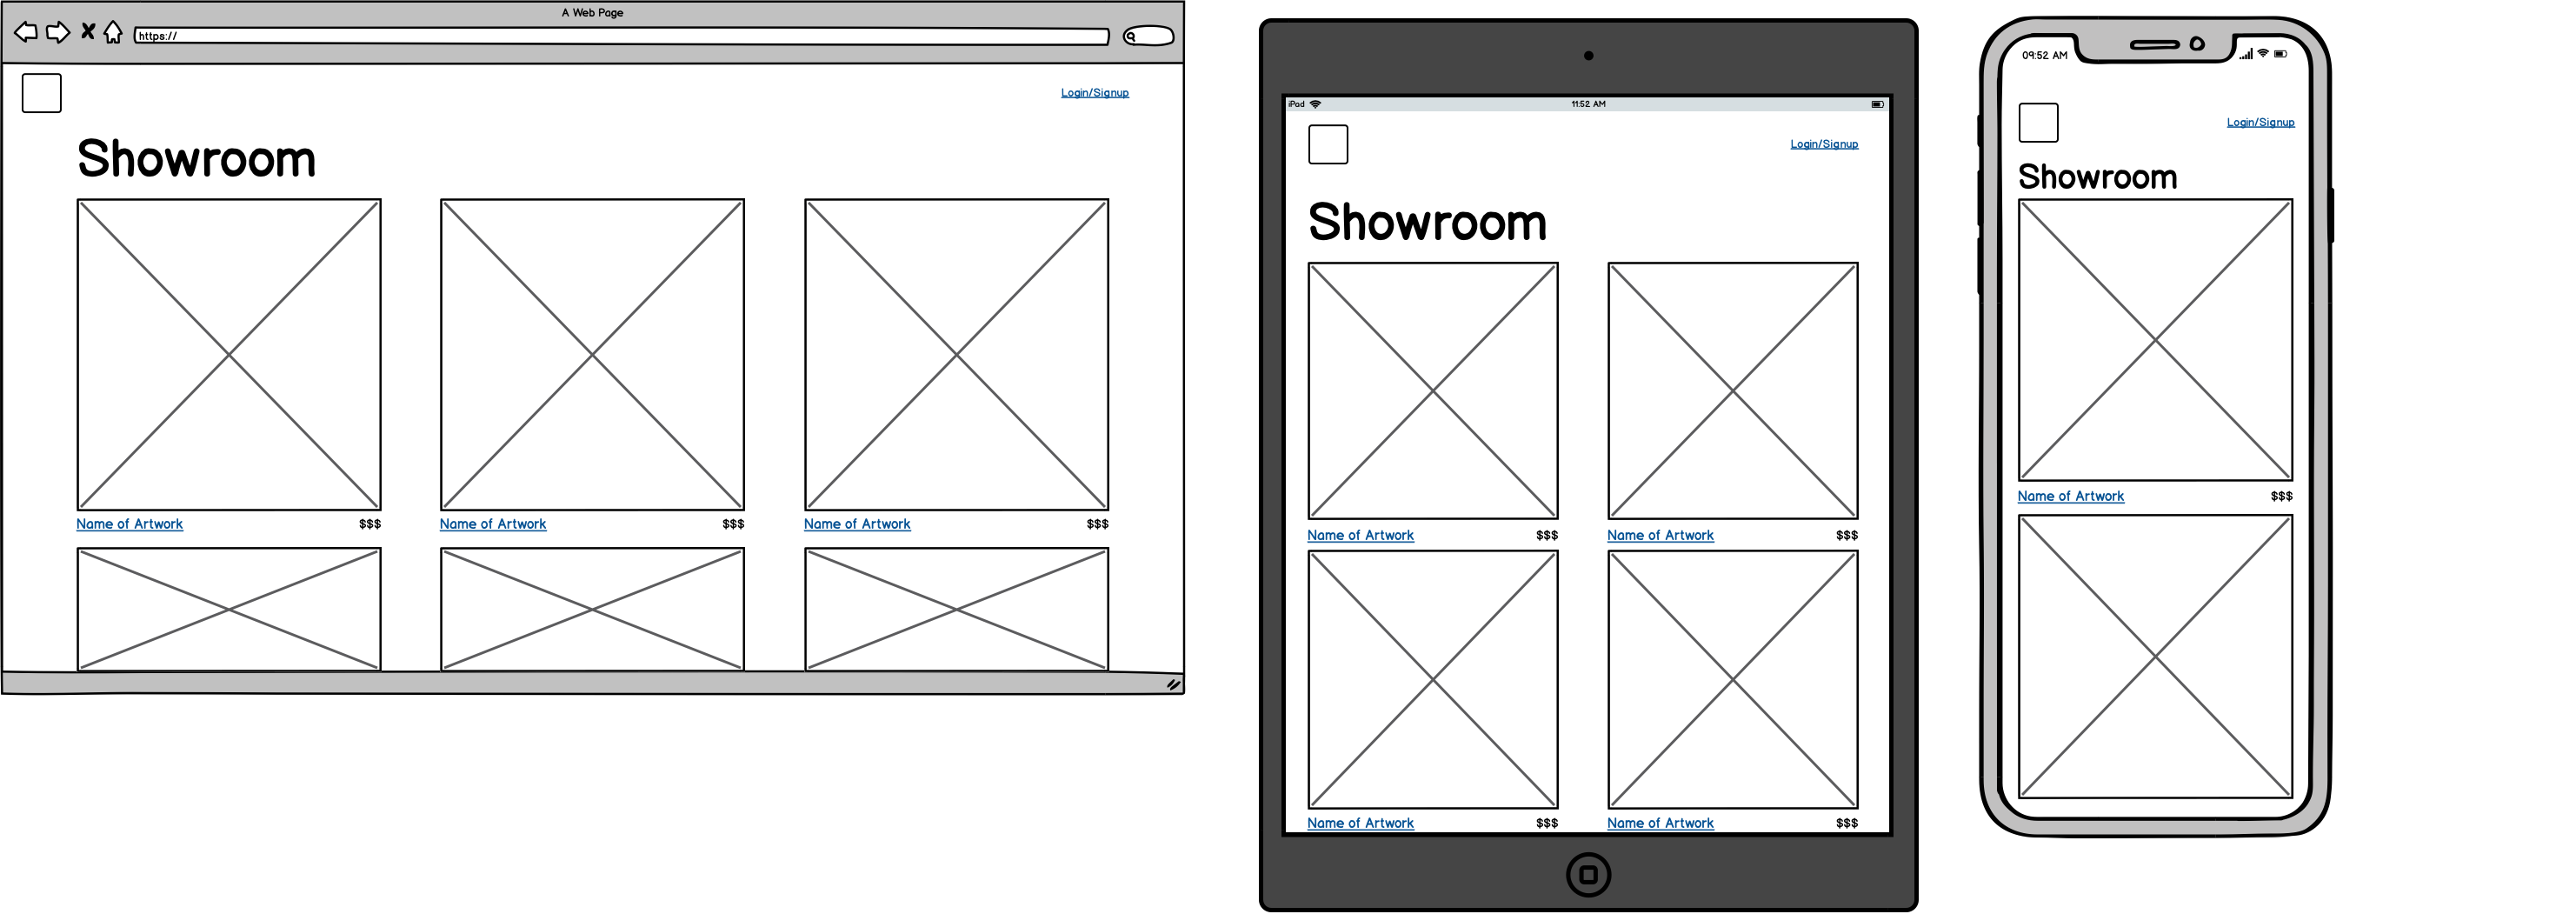 A Web Page
https://
Login/Signup
Showroom
Name of Artwork $$$ Name of Artwork $$$ Name of Artwork $$$
iPad 11:52 AM
Login/Signup
Showroom
Name of Artwork $$$ Name of Artwork $$$
Name of Artwork $$$ Name of Artwork $$$
09:52 AM
Login/Signup
Showroom
Name of Artwork $$$